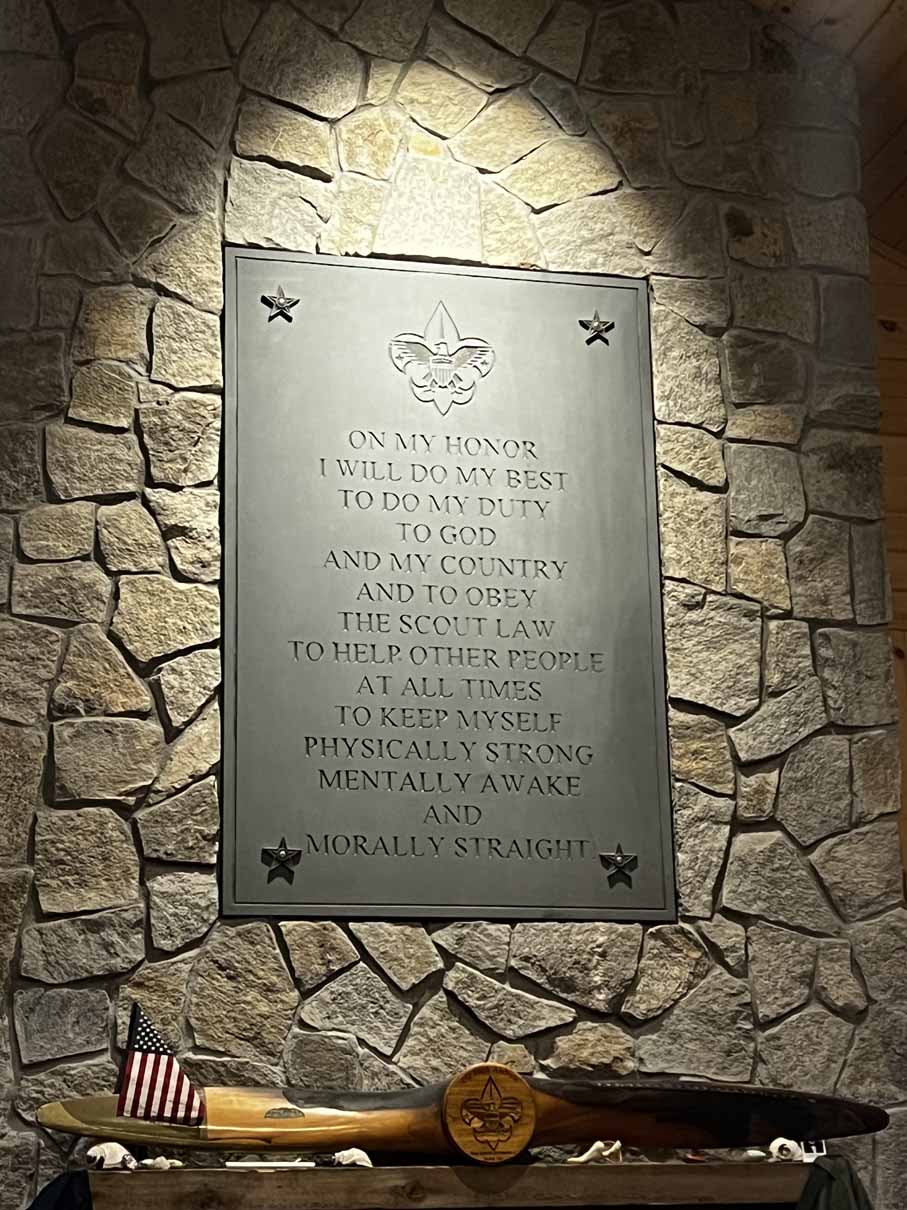 ON MY HONOR
I WILL DO MY BEST
TO DO MY DUTY
TO GOD
AND MY COUNTRY
AND TO OBEY
THE SCOUT LAW
TO HELP OTHER PEOPLE
AT ALL TIMES
TO KEEP MYSELF
PHYSICALLY STRONG
MENTALLY AWAKE
AND
MORALLY STRAIGHT